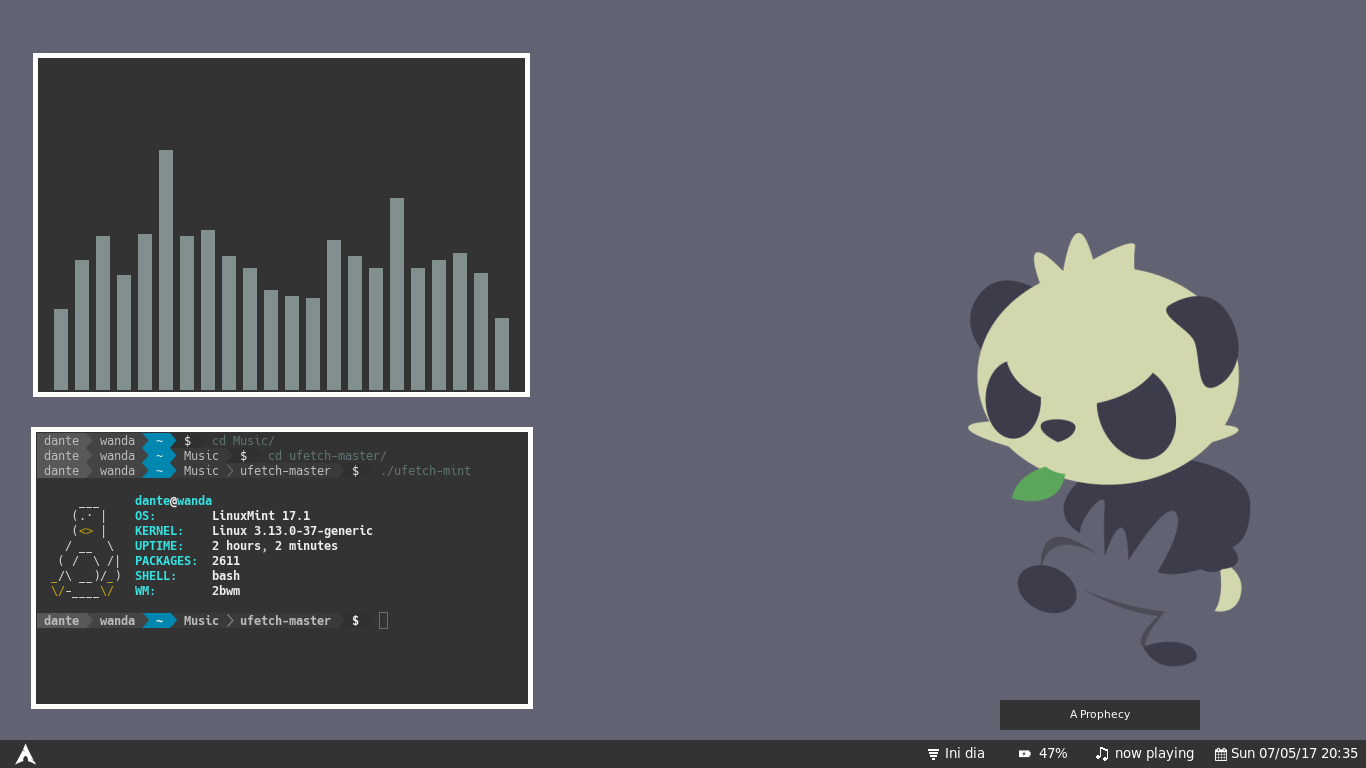 dante wanda ~ $ cd Music/
dante wanda ~ Music $ cd ufetch-master/
dante wanda ~ Music ufetch-master $ ./ufetch-mint
dante@wanda
OS: LinuxMint 17.1
KERNEL: Linux 3.13.0-37-generic
UPTIME: 2 hours, 2 minutes
PACKAGES: 2611
SHELL: bash
WM: 2bwm
dante wanda ~ Music ufetch-master $
A Prophecy
Ini dia 47% now playing Sun 07/05/17 20:35